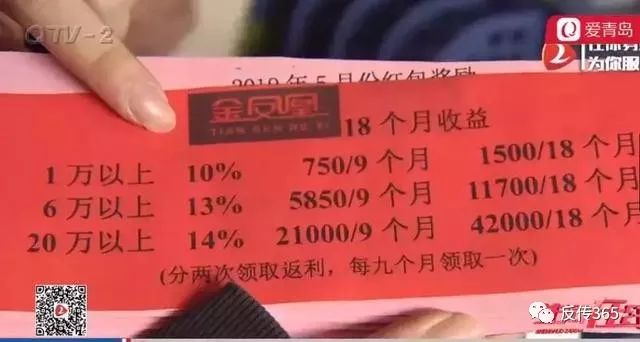 QTV-2
爱青岛
为你服
2019年5月份红包奖励
金凤凰
18个月收益
1万以上 10% 750/9个月 1500/18个月
6万以上 13% 5850/9个月 11700/18个月
20万以上 14% 21000/9个月 42000/18个月
(分两次领取返利，每九个月领取一次)
反传365